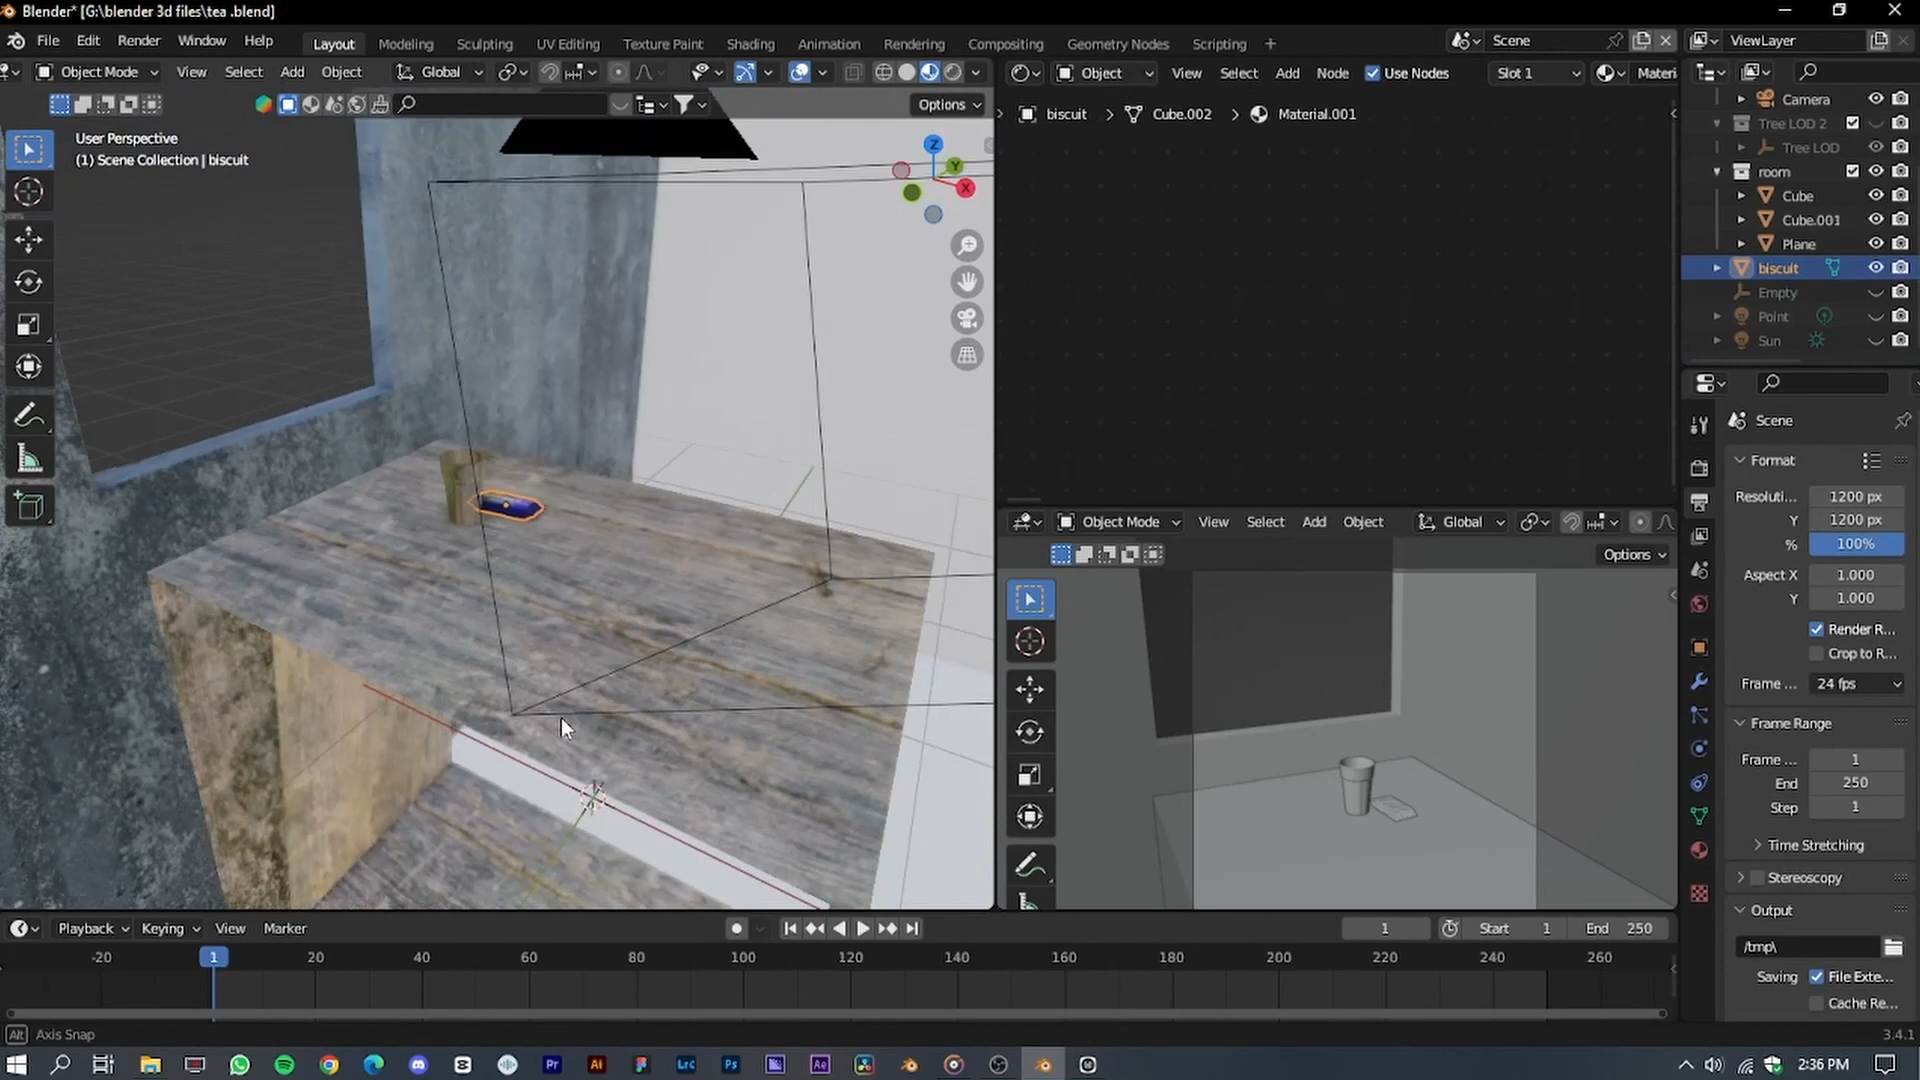 Blender* [G:\blender 3d files\tea .blend]
File Edit Render Window Help
Layout Modeling Sculpting UV Editing Texture Paint Shading Animation Rendering Compositing Geometry Nodes Scripting +
Scene
ViewLayer
Object Mode View Select Add Object Global
Options
User Perspective
(1) Scene Collection | biscuit
Z
Y
X
Object View Select Add Node Use Nodes Slot 1 Materi
biscuit > Cube.002 > Material.001
Camera
Tree LOD 2
Tree LOD
room
Cube
Cube.001
Plane
biscuit
Empty
Point
Sun
Object Mode View Select Add Object Global
Options
Scene
Format
Resoluti... 1200 px
Y 1200 px
% 100%
Aspect X 1.000
Y 1.000
Render R...
Crop to R...
Frame ... 24 fps
Frame Range
Frame ... 1
End 250
Step 1
Time Stretching
Stereoscopy
Output
/tmp\
Saving File Exte...
Cache Re...
Playback Keying View Marker
1 Start 1 End 250
-20 1 20 40 60 80 100 120 140 160 180 200 220 240 260
Alt Axis Snap
3.4.1
Pr Ai Lrc Ps Ae
2:36 PM